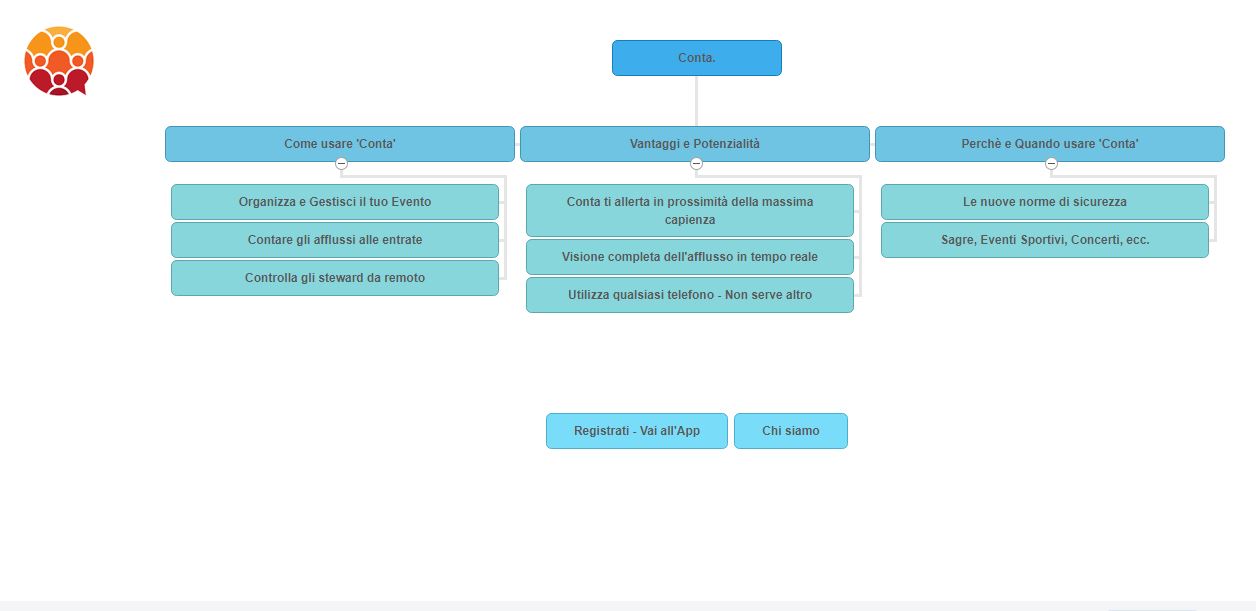 Conta.
Come usare 'Conta'
Vantaggi e Potenzialità
Perchè e Quando usare 'Conta'
Organizza e Gestisci il tuo Evento
Contare gli afflussi alle entrate
Controlla gli steward da remoto
Conta ti allerta in prossimità della massima
capienza
Visione completa dell'afflusso in tempo reale
Utilizza qualsiasi telefono - Non serve altro
Le nuove norme di sicurezza
Sagre, Eventi Sportivi, Concerti, ecc.
Registrati - Vai all'App
Chi siamo